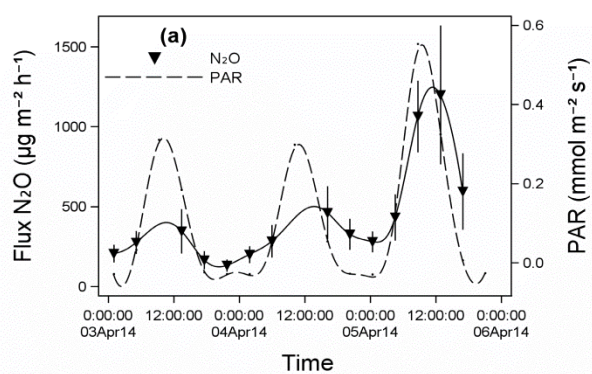 (a)
N₂O
PAR
Flux N₂O (µg m⁻² h⁻¹)
1500
1000
500
0
PAR (mmol m⁻² s⁻¹)
0.6
0.4
0.2
0.0
0:00:00 12:00:00 0:00:00 12:00:00 0:00:00 12:00:00 0:00:00
03Apr14 04Apr14 05Apr14 06Apr14
Time